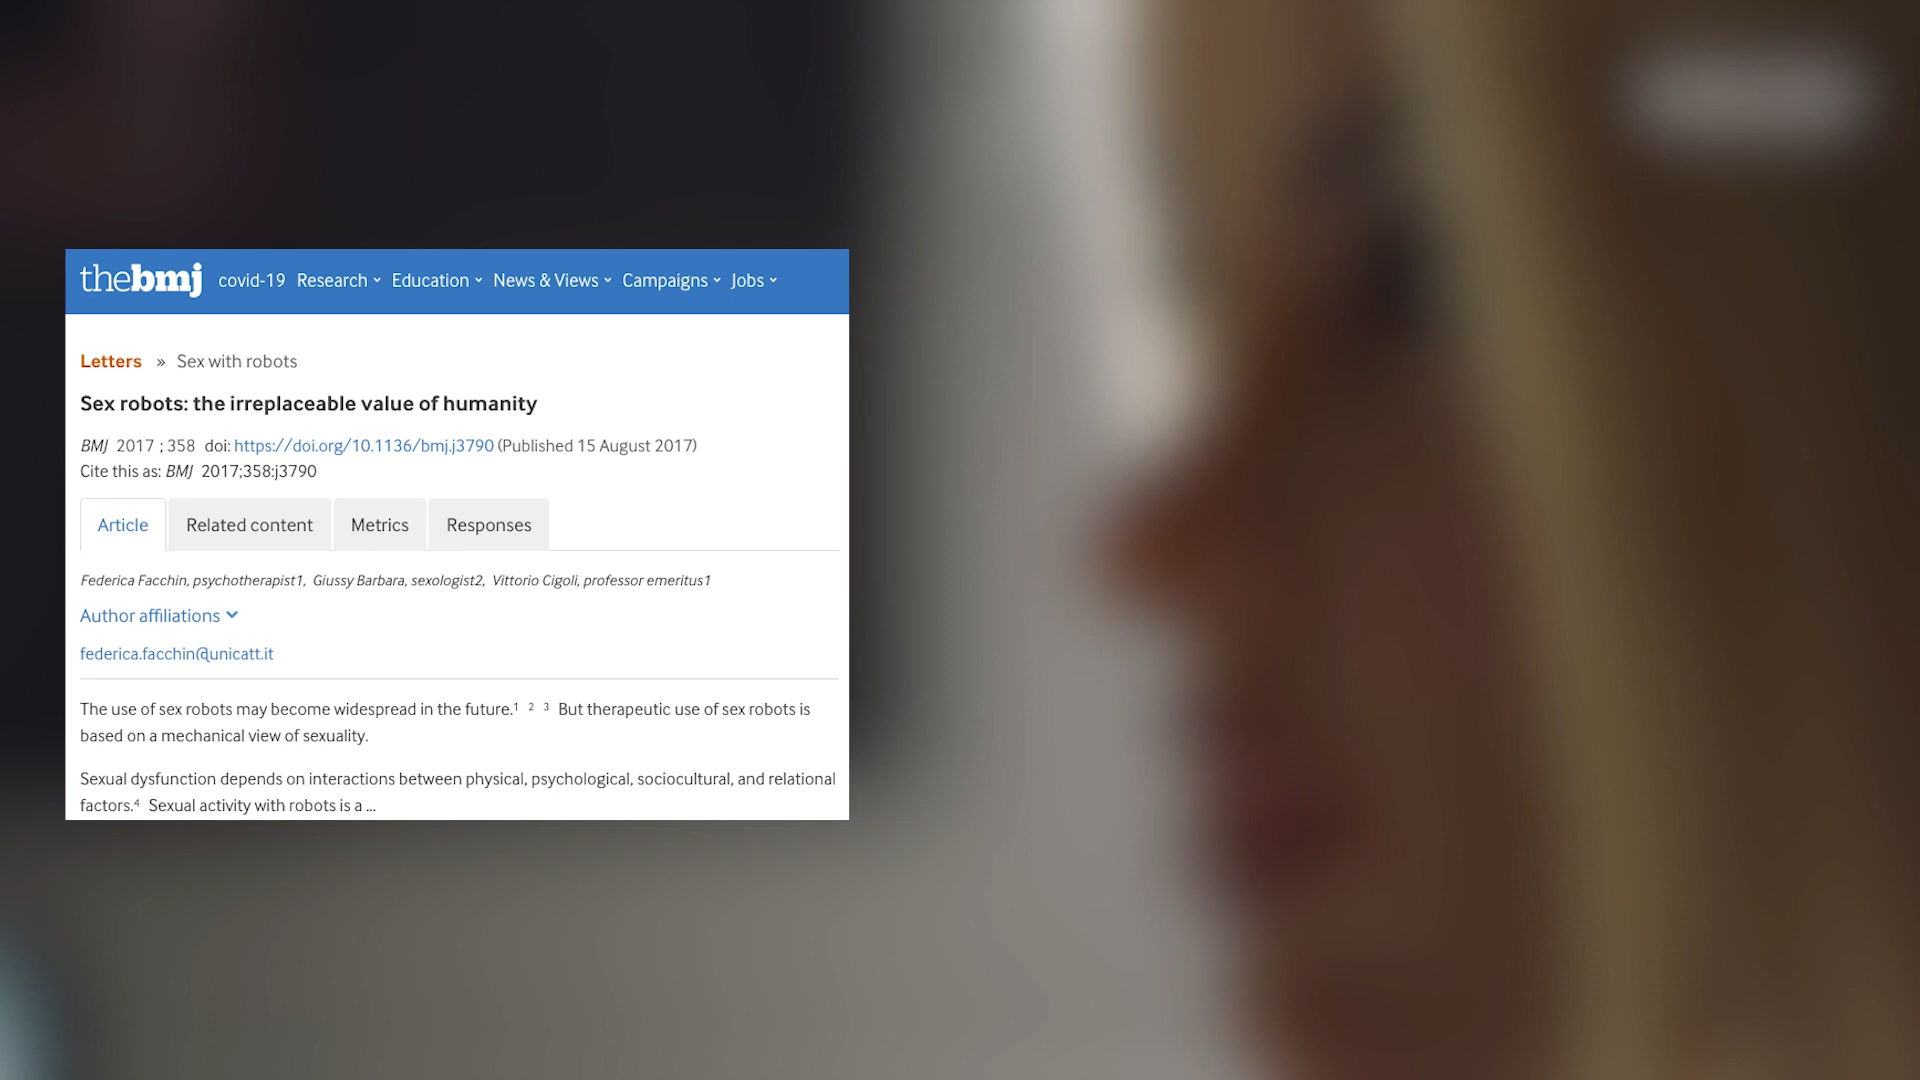 thebmj covid-19 Research Education News & Views Campaigns Jobs
Letters » Sex with robots
Sex robots: the irreplaceable value of humanity
BMJ 2017 ; 358 doi: https://doi.org/10.1136/bmj.j3790 (Published 15 August 2017)
Cite this as: BMJ 2017;358:j3790
Article Related content Metrics Responses
Federica Facchin, psychotherapist1, Giussy Barbara, sexologist2, Vittorio Cigoli, professor emeritus1
Author affiliations
federica.facchin@unicatt.it
The use of sex robots may become widespread in the future.1 2 3 But therapeutic use of sex robots is
based on a mechanical view of sexuality.
Sexual dysfunction depends on interactions between physical, psychological, sociocultural, and relational
factors.4 Sexual activity with robots is a ...